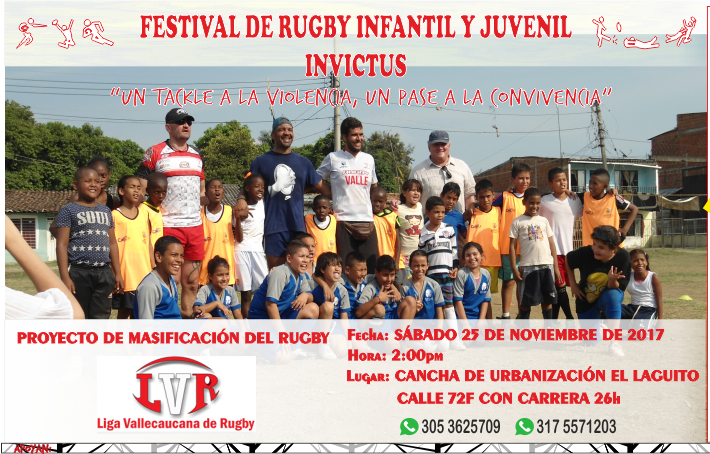 FESTIVAL DE RUGBY INFANTIL Y JUVENIL
INVICTUS
"UN TACKLE A LA VIOLENCIA, UN PASE A LA CONVIVENCIA"
SOUL
VALLE
PROYECTO DE MASIFICACIÓN DEL RUGBY
LVR
Liga Vallecaucana de Rugby
Fecha: SÁBADO 25 DE NOVIEMBRE DE 2017
Hora: 2:00pm
Lugar: CANCHA DE URBANIZACIÓN EL LAGUITO
CALLE 72F CON CARRERA 26h
305 3625709 317 5571203
APOYAN: